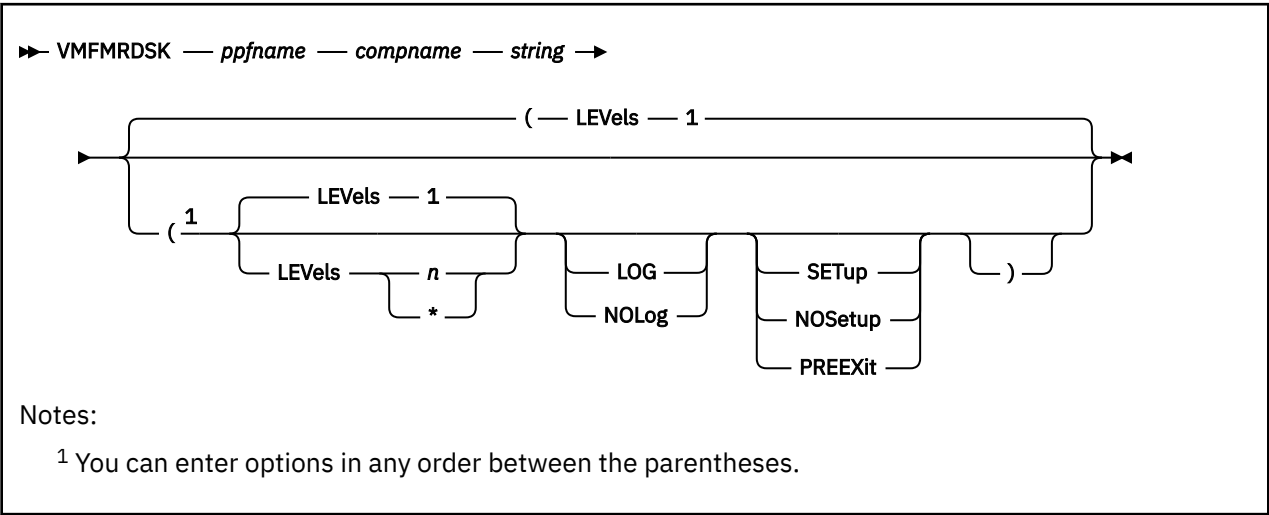 VMFMRDSK ppfname compname string
( LEVels 1
LEVels 1
( 1
LEVels n
*
LOG
NOLog
SETup
NOSetup
PREEXit
)
Notes:
1 You can enter options in any order between the parentheses.